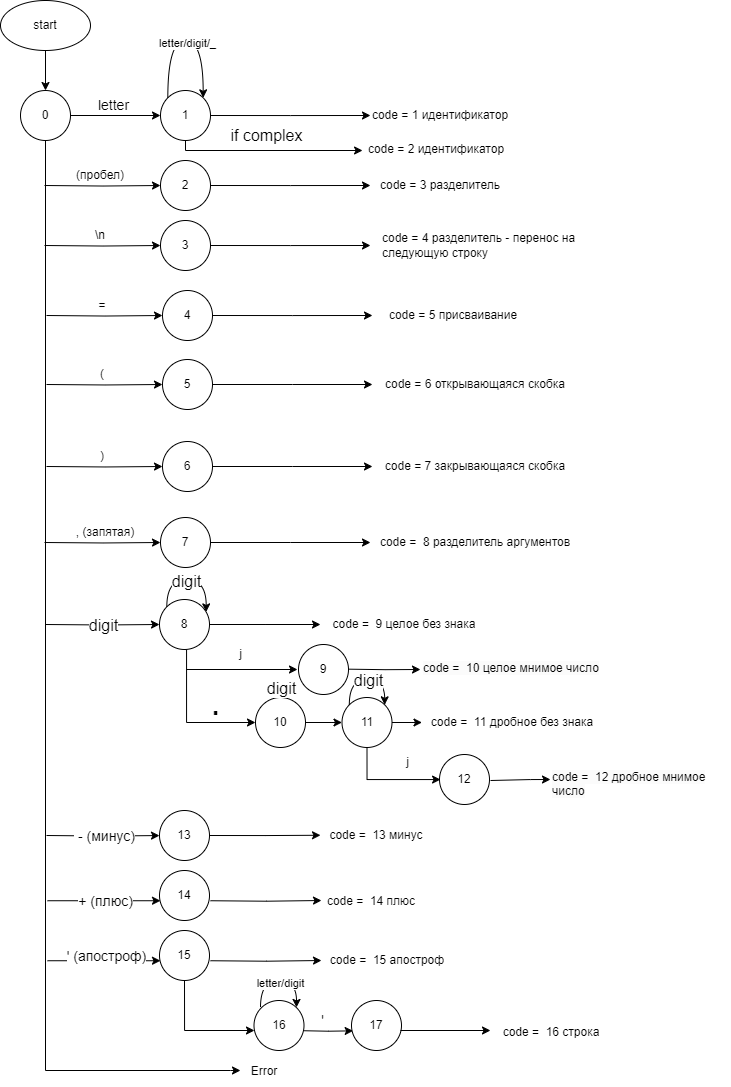 start
letter/digit/_
0
letter
1
code = 1 идентификатор
if complex
code = 2 идентификатор
(пробел)
2
code = 3 разделитель
\n
3
code = 4 разделитель - перенос на
следующую строку
=
4
code = 5 присваивание
(
5
code = 6 открывающаяся скобка
)
6
code = 7 закрывающаяся скобка
, (запятая)
7
code = 8 разделитель аргументов
digit
digit
8
code = 9 целое без знака
j
9
code = 10 целое мнимое число
digit
digit
.
10
11
code = 11 дробное без знака
j
12
code = 12 дробное мнимое
число
- (минус)
13
code = 13 минус
+ (плюс)
14
code = 14 плюс
' (апостроф)
15
code = 15 апостроф
letter/digit
16
'
17
code = 16 строка
Error